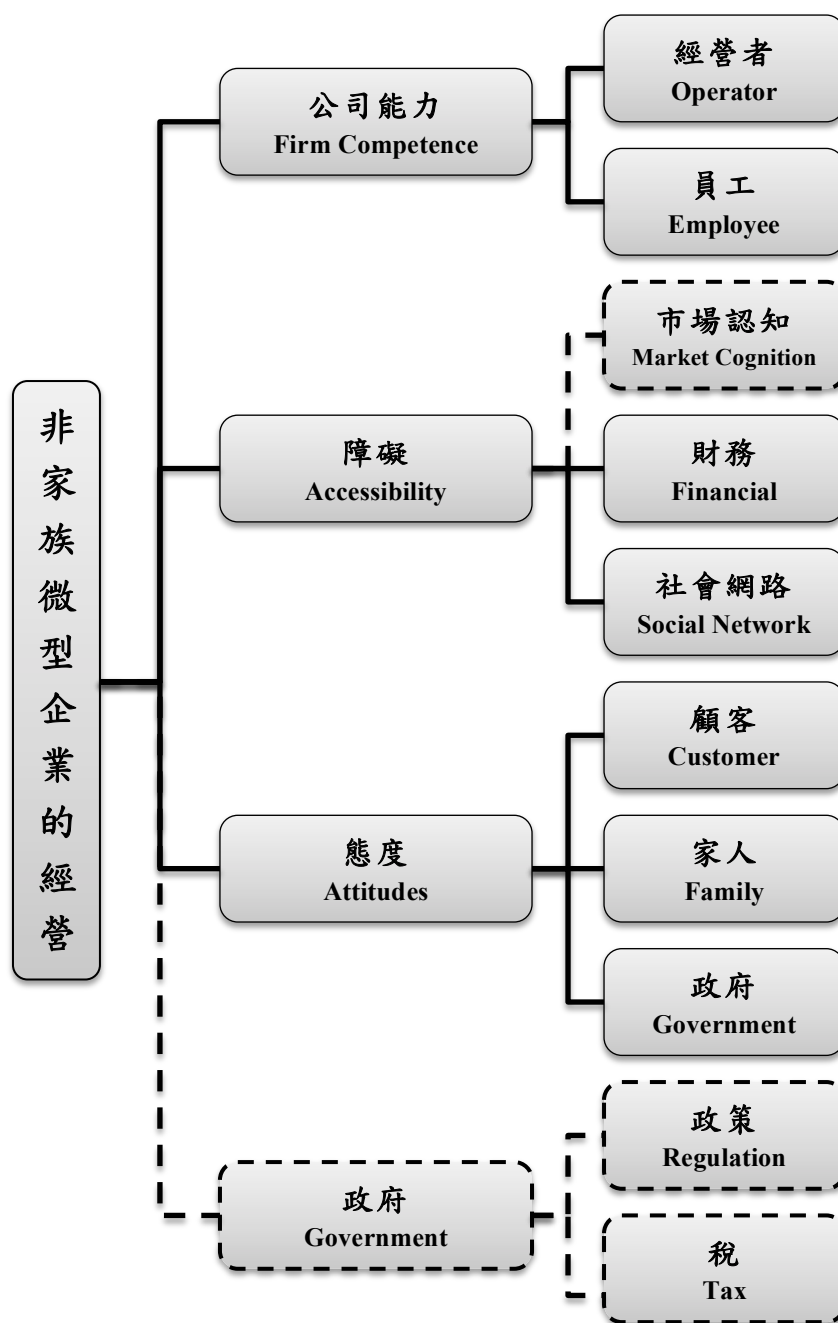 非家族微型企業的經營
公司能力
Firm Competence
經營者
Operator
員工
Employee
障礙
Accessibility
市場認知
Market Cognition
財務
Financial
社會網路
Social Network
態度
Attitudes
顧客
Customer
家人
Family
政府
Government
政府
Government
政策
Regulation
稅
Tax